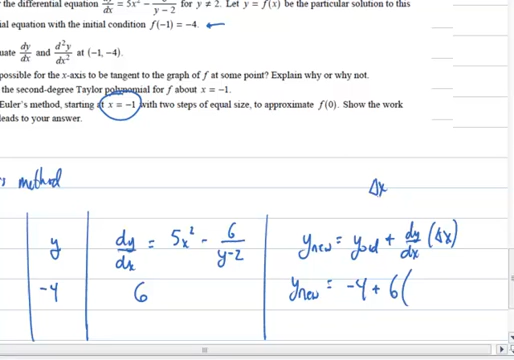 the differential equation dy/dx = 5x² − 6/(y − 2) for y ≠ 2. Let y = f(x) be the particular solution to this
ial equation with the initial condition f(−1) = −4. ←
uate dy/dx and d²y/dx² at (−1, −4).
possible for the x-axis to be tangent to the graph of f at some point? Explain why or why not.
the second-degree Taylor polynomial for f about x = −1.
Euler's method, starting at x = −1 with two steps of equal size, to approximate f(0). Show the work
leads to your answer.
method
Δx
y | dy/dx = 5x² − 6/(y−2) | ynew = yold + dy/dx (Δx)
−4 | 6 | ynew = −4 + 6(